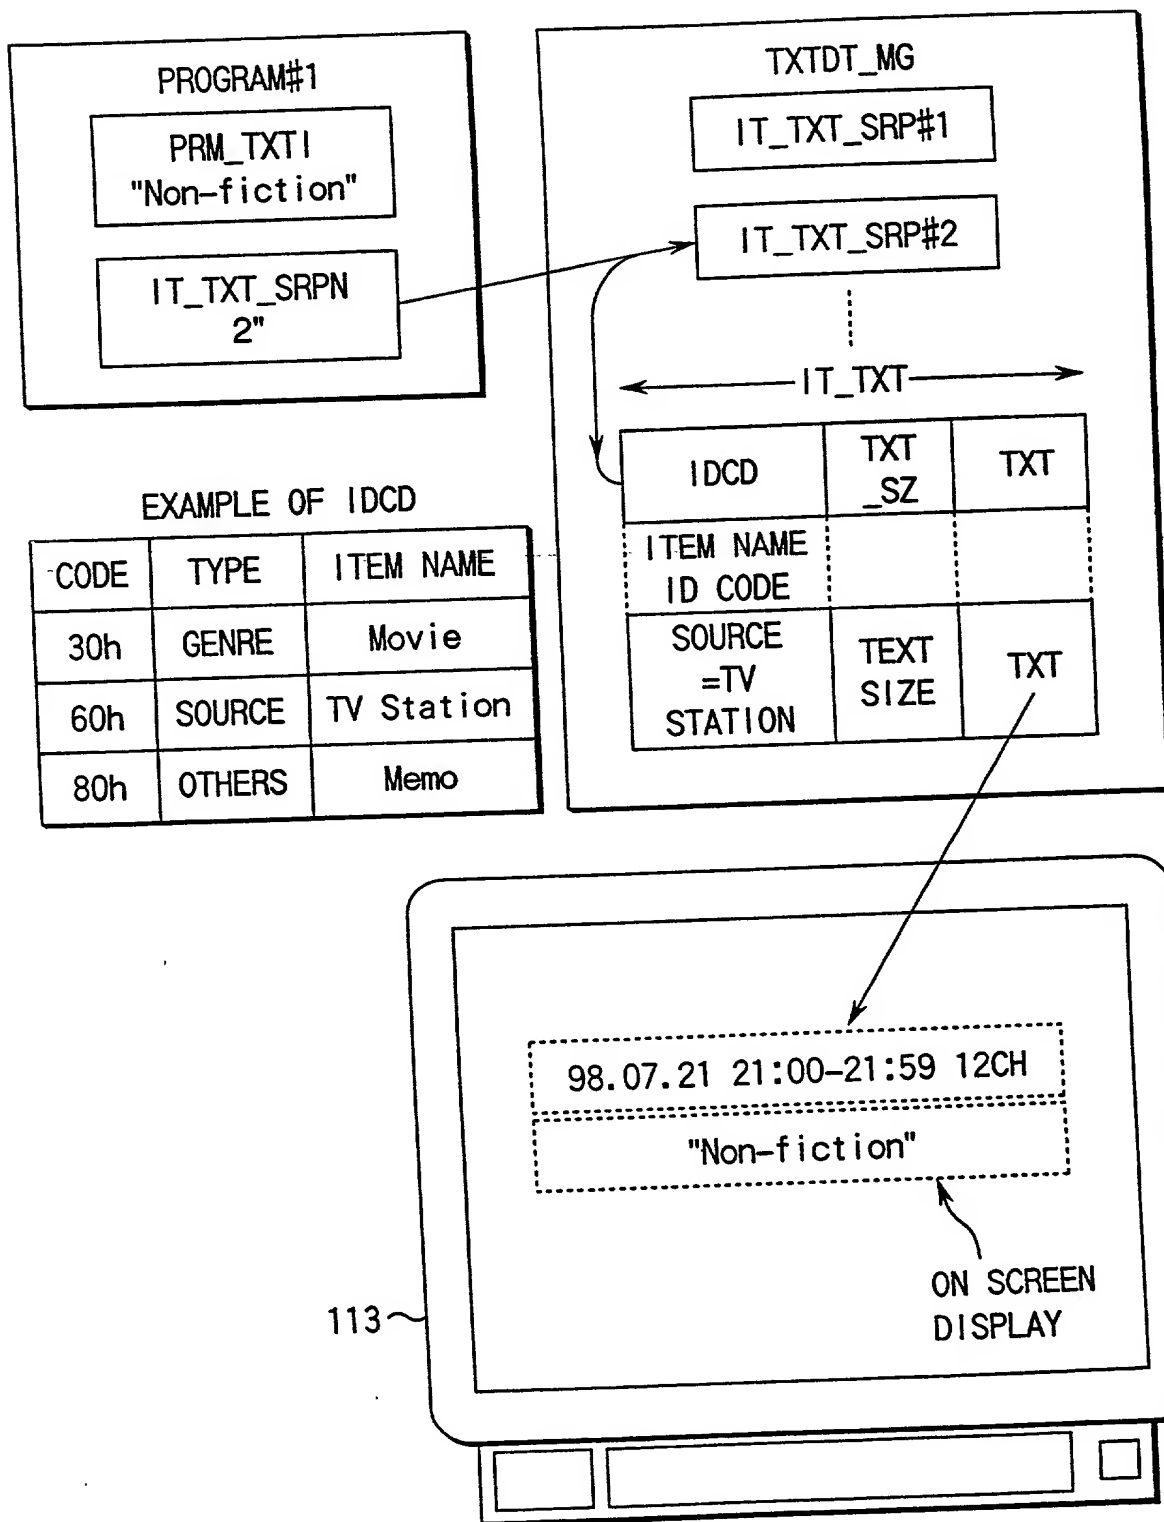 PROGRAM#1
PRM_TXTI
"Non-fiction"
IT_TXT_SRPN
2"
TXTDT_MG
IT_TXT_SRP#1
IT_TXT_SRP#2
IT_TXT
IDCD
TXT
_SZ
TXT
ITEM NAME
ID CODE
SOURCE
=TV
STATION
TEXT
SIZE
TXT
EXAMPLE OF IDCD
CODE TYPE ITEM NAME
30h GENRE Movie
60h SOURCE TV Station
80h OTHERS Memo
98.07.21 21:00-21:59 12CH
"Non-fiction"
ON SCREEN
DISPLAY
113